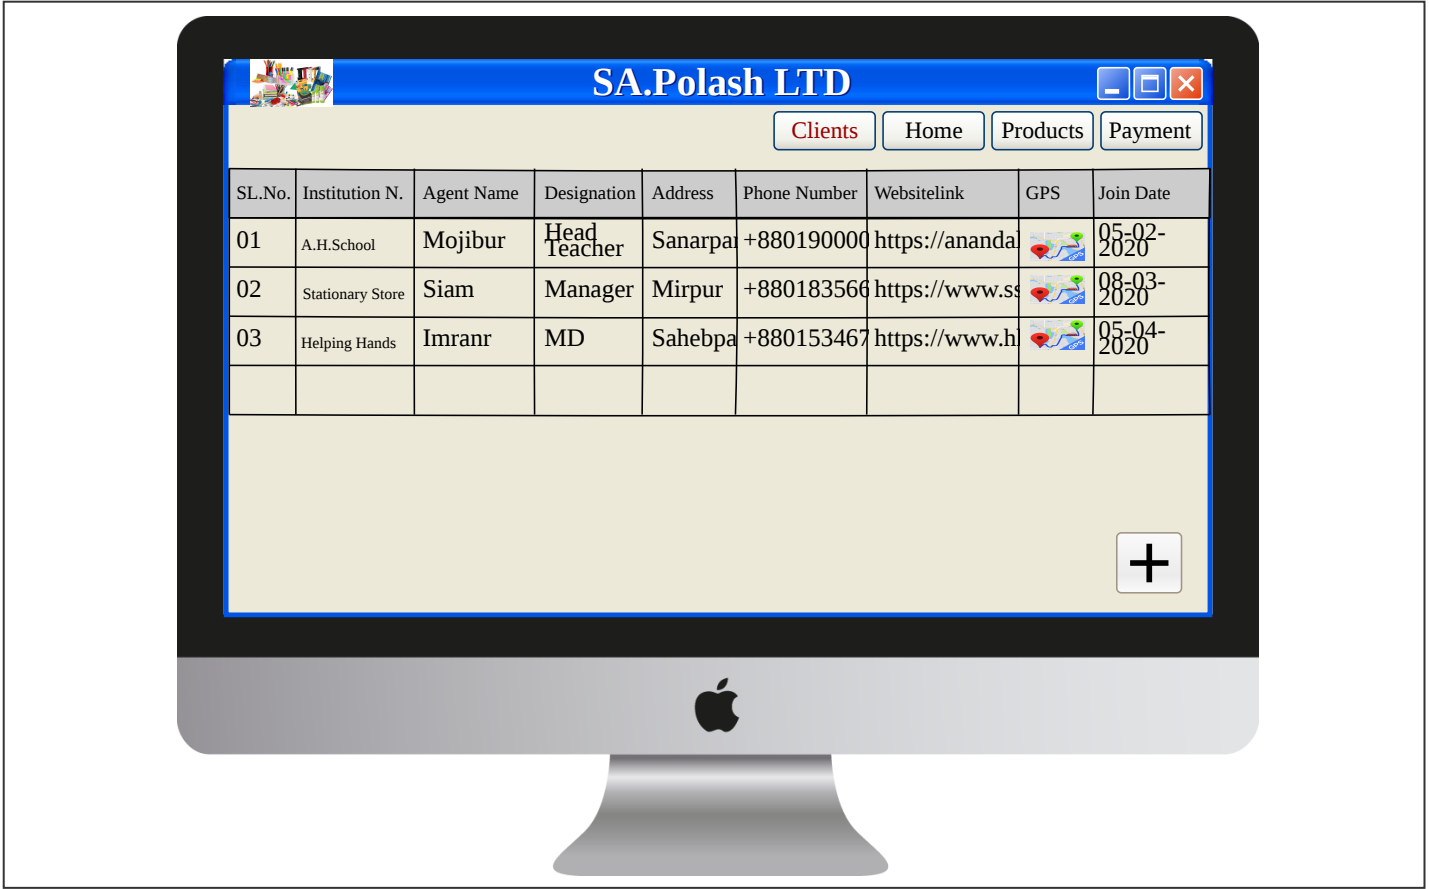 SA.Polash LTD
Clients Home Products Payment
SL.No. Institution N. Agent Name Designation Address Phone Number Websitelink GPS Join Date
01 A.H.School Mojibur Head Teacher Sanarpar +880190000 https://anandal 05-02-2020
02 Stationary Store Siam Manager Mirpur +880183566 https://www.ss 08-03-2020
03 Helping Hands Imranr MD Sahebpa +880153467 https://www.hl 05-04-2020